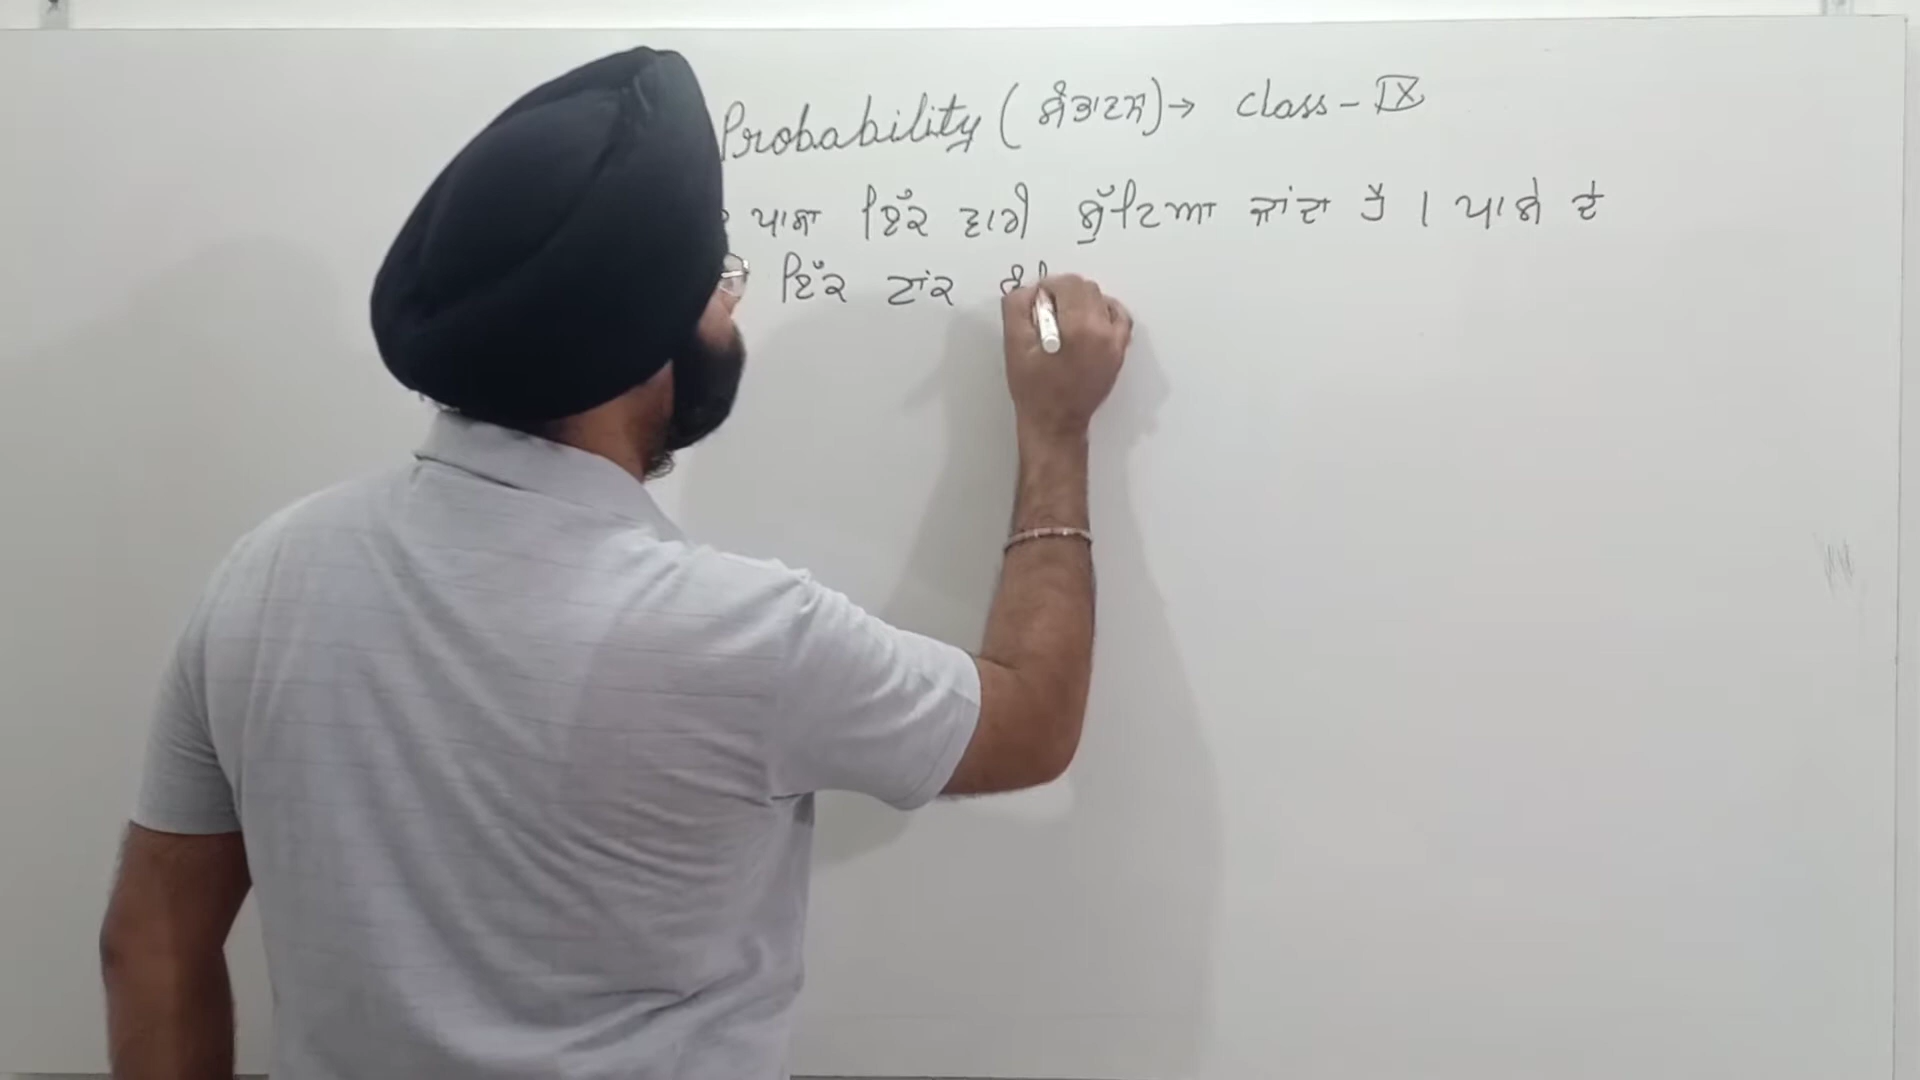 Probability (ਸੰਭਾਵਨਾ) → Class - IX
ਪਾਸਾ ਇੱਕ ਵਾਰੀ ਸੁੱਟਿਆ ਜਾਂਦਾ ਹੈ । ਪਾਸੇ ਦੇ
ਇੱਕ ਟਾਂਕ